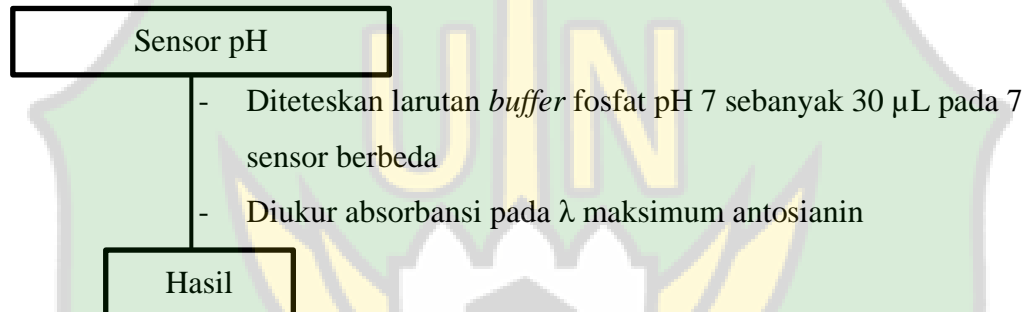 Sensor pH
- Diteteskan larutan buffer fosfat pH 7 sebanyak 30 µL pada 7
sensor berbeda
- Diukur absorbansi pada λ maksimum antosianin
Hasil
UIN